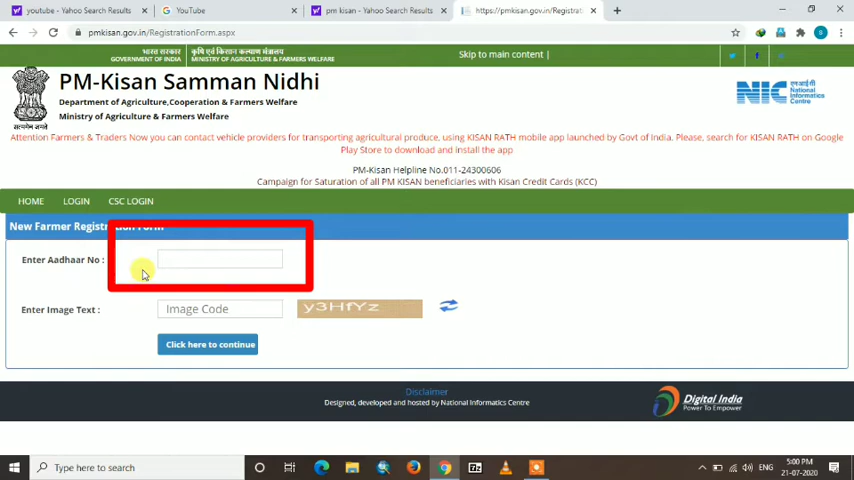 youtube - Yahoo Search Results
YouTube
pm kisan - Yahoo Search Results
https://pmkisan.gov.in/Registrat
pmkisan.gov.in/RegistrationForm.aspx
भारत सरकार
GOVERNMENT OF INDIA
कृषि एवं किसान कल्याण मंत्रालय
MINISTRY OF AGRICULTURE & FARMERS WELFARE
Skip to main content |
PM-Kisan Samman Nidhi
Department of Agriculture,Cooperation & Farmers Welfare
Ministry of Agriculture & Farmers Welfare
सत्यमेव जयते
एन आई सी
NIC
National
Informatics
Centre
Attention Farmers & Traders Now you can contact vehicle providers for transporting agricultural produce, using KISAN RATH mobile app launched by Govt of India. Please, search for KISAN RATH on Google
Play Store to download and install the app
PM-Kisan Helpline No.011-24300606
Campaign for Saturation of all PM KISAN beneficiaries with Kisan Credit Cards (KCC)
HOME
LOGIN
CSC LOGIN
New Farmer Registration Form
Enter Aadhaar No :
Enter Image Text :
Image Code
y3HfYz
Click here to continue
Disclaimer
Designed, developed and hosted by National Informatics Centre
Digital India
Power To Empower
Type here to search
ENG
5:00 PM
21-07-2020